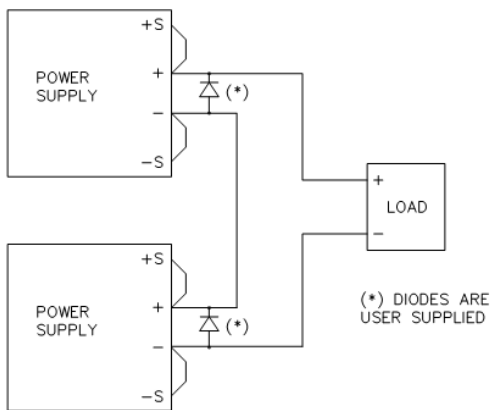 +S
POWER
SUPPLY
+
(*)
−
−S
+
LOAD
−
+S
POWER
SUPPLY
+
(*)
−
−S
(*) DIODES ARE
USER SUPPLIED